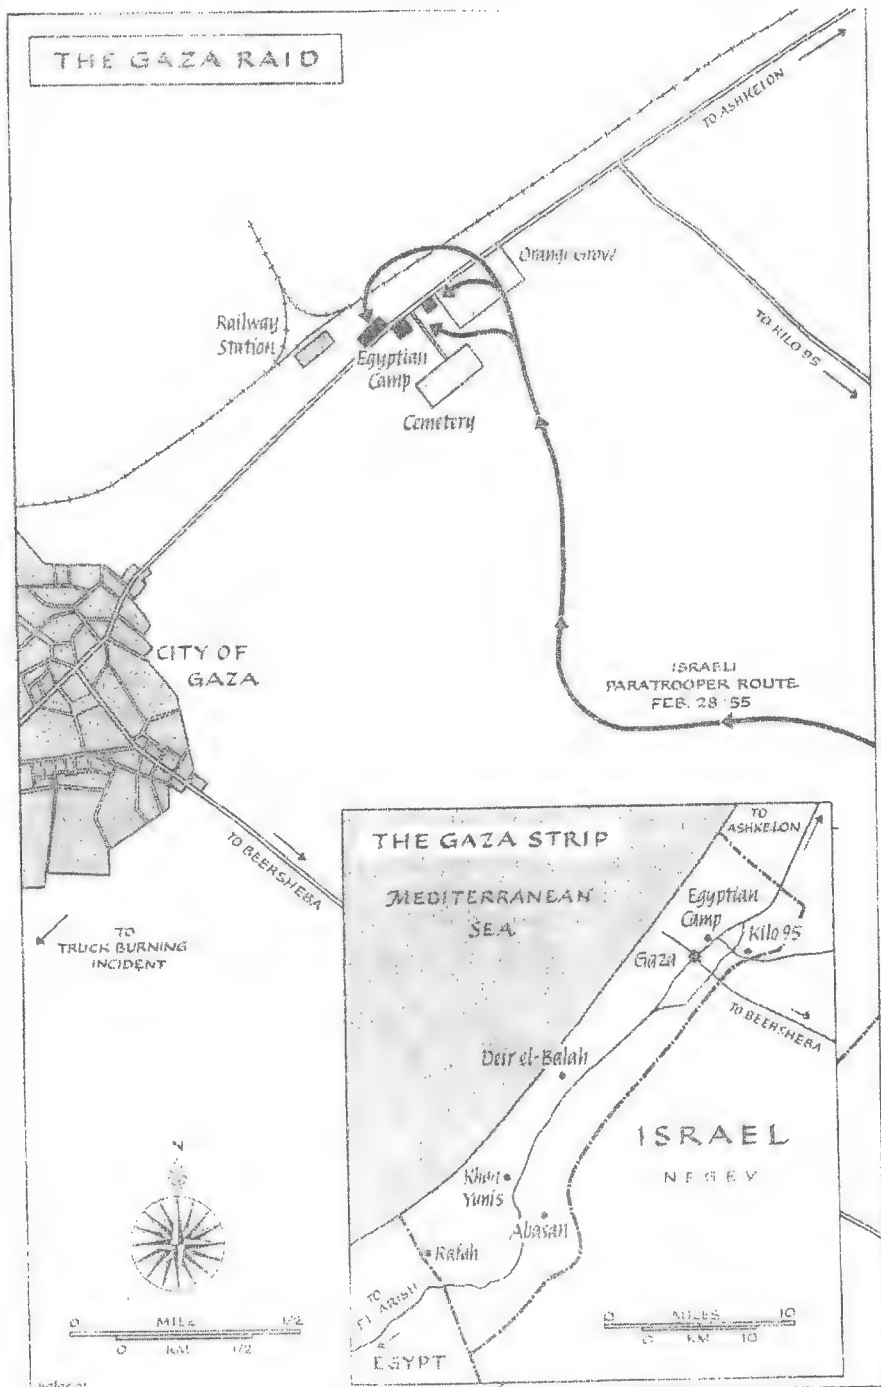 THE GAZA RAID
TO ASHKELON
Orange Grove
Railway
Station
Egyptian
Camp
TO KILO 95
Cemetery
CITY OF
GAZA
ISRAELI
PARATROOPER ROUTE
FEB. 28 '55
TO BEERSHEBA
TO
TRUCK BURNING
INCIDENT
N
0 MILE 1/2
0 KM 1/2
THE GAZA STRIP
TO
ASHKELON
MEDITERRANEAN
SEA
Egyptian
Camp
Kilo 95
Gaza
TO BEERSHEBA
Deir el-Balah
ISRAEL
NEGEV
Khan
Yunis
Abasan
Rafah
TO
EL ARISH
EGYPT
0 MILES 10
0 KM 10